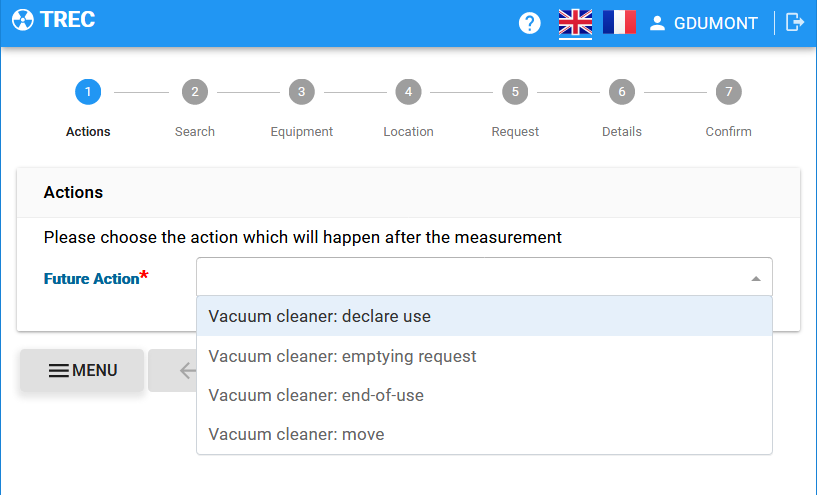 TREC
? GDUMONT
1 2 3 4 5 6 7
Actions Search Equipment Location Request Details Confirm
Actions
Please choose the action which will happen after the measurement
Future Action*
Vacuum cleaner: declare use
Vacuum cleaner: emptying request
Vacuum cleaner: end-of-use
Vacuum cleaner: move
MENU